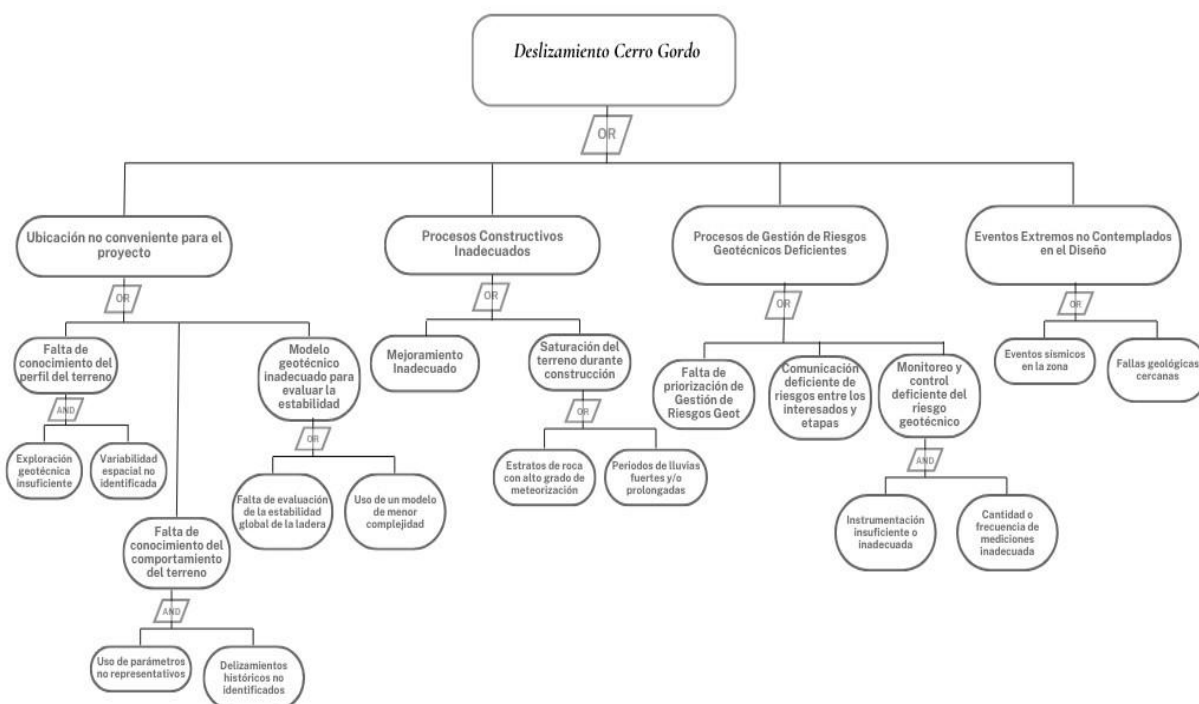 Deslizamiento Cerro Gordo
OR
Ubicación no conveniente para el
proyecto
Procesos Constructivos
Inadecuados
Procesos de Gestión de Riesgos
Geotécnicos Deficientes
Eventos Extremos no Contemplados
en el Diseño
OR
OR
OR
OR
Falta de
conocimiento del
perfil del terreno
Modelo
geotécnico
inadecuado para
evaluar la
estabilidad
Mejoramiento
Inadecuado
Saturación del
terreno durante
construcción
Falta de
priorización de
Gestión de
Riesgos Geot
Comunicación
deficiente de
riesgos entre los
interesados y
etapas
Monitoreo y
control
deficiente del
riesgo
geotécnico
Eventos sísmicos
en la zona
Fallas geológicas
cercanas
AND
OR
OR
AND
Exploración
geotécnica
insuficiente
Variabilidad
espacial no
identificada
Falta de evaluación
de la estabilidad
global de la ladera
Uso de un modelo
de menor
complejidad
Estratos de roca
con alto grado de
meteorización
Periodos de lluvias
fuertes y/o
prolongadas
Instrumentación
insuficiente o
inadecuada
Cantidad o
frecuencia de
mediciones
inadecuada
Falta de
conocimiento del
comportamiento
del terreno
AND
Uso de parámetros
no representativos
Delizamientos
históricos no
identificados